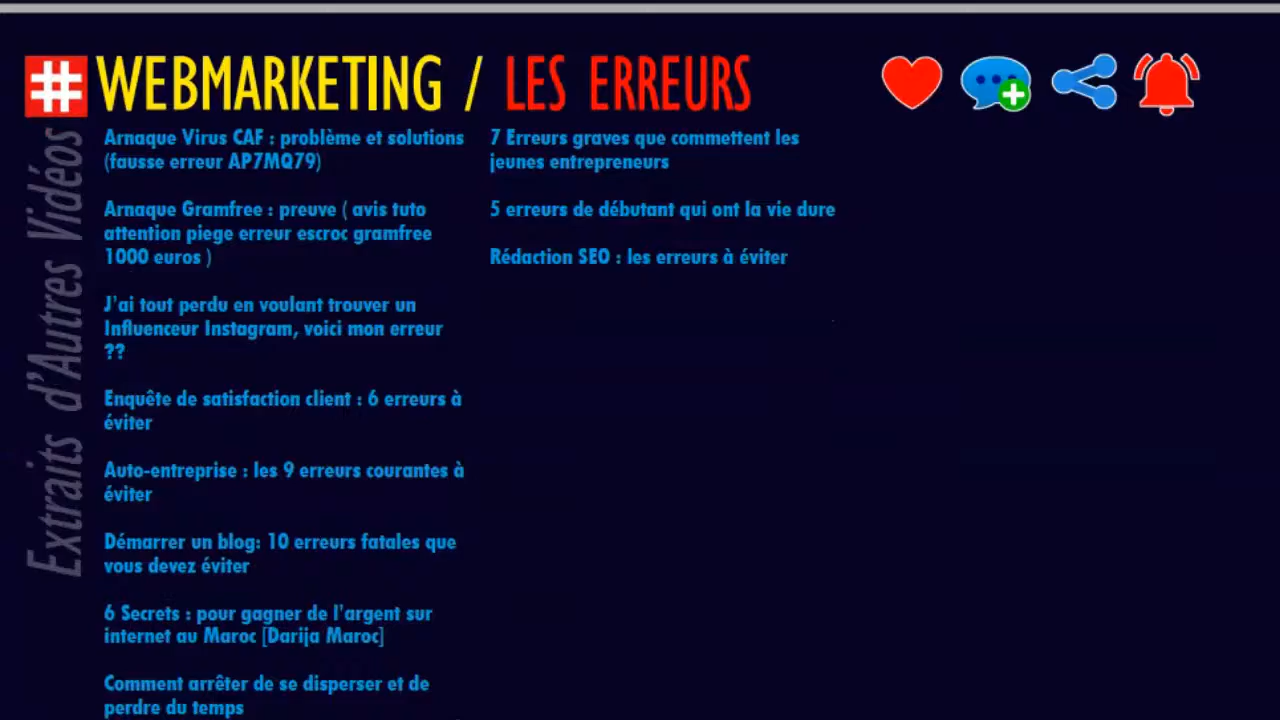 # WEBMARKETING / LES ERREURS
Extraits d'Autres Vidéos
Arnaque Virus CAF : problème et solutions
(fausse erreur AP7MQ79)
Arnaque Gramfree : preuve ( avis tuto
attention piege erreur escroc gramfree
1000 euros )
J'ai tout perdu en voulant trouver un
Influenceur Instagram, voici mon erreur
??
Enquête de satisfaction client : 6 erreurs à
éviter
Auto-entreprise : les 9 erreurs courantes à
éviter
Démarrer un blog: 10 erreurs fatales que
vous devez éviter
6 Secrets : pour gagner de l'argent sur
internet au Maroc [Darija Maroc]
Comment arrêter de se disperser et de
perdre du temps
7 Erreurs graves que commettent les
jeunes entrepreneurs
5 erreurs de débutant qui ont la vie dure
Rédaction SEO : les erreurs à éviter